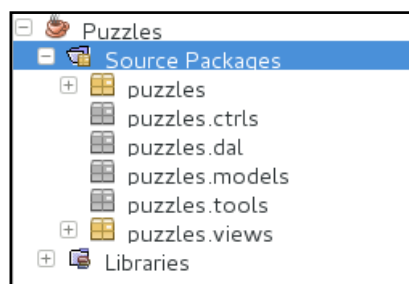 Puzzles
Source Packages
puzzles
puzzles.ctrls
puzzles.dal
puzzles.models
puzzles.tools
puzzles.views
Libraries